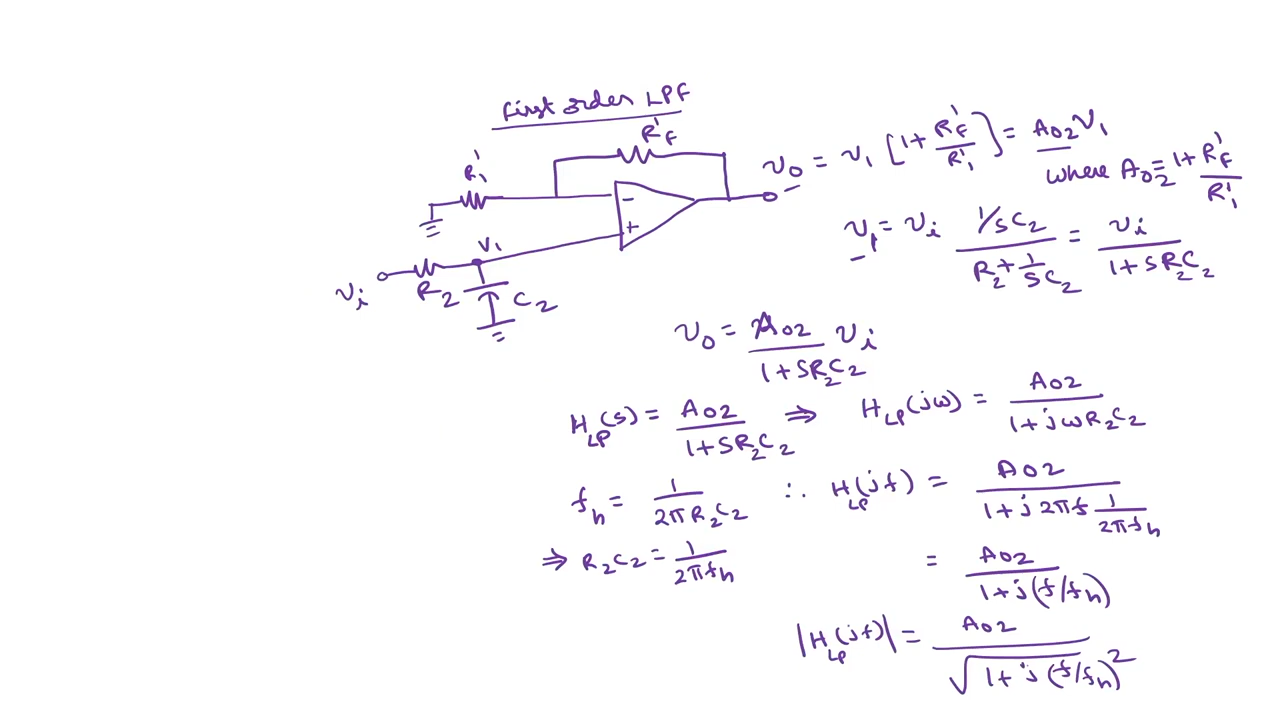 First order LPF
R'F
R'1
-
+
V1
vi
R2
C2
vo = v1 [1 + R'F/R'1] = Ao2 v1
where Ao2 = 1 + R'F/R'1
v1 = vi (1/sC2)/(R2 + 1/sC2) = vi/(1 + sR2C2)
vo = Ao2/(1 + sR2C2) vi
HLP(s) = Ao2/(1 + sR2C2) ⇒ HLP(jω) = Ao2/(1 + jωR2C2)
fh = 1/(2πR2C2) ∴ HLP(jf) = Ao2/(1 + j2πf 1/(2πfh))
⇒ R2C2 = 1/(2πfh)
= Ao2/(1 + j(f/fh))
|HLP(jf)| = Ao2/√(1 + j(f/fh)²)